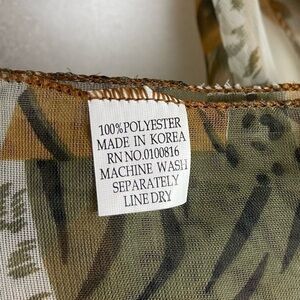 100% POLYESTER
MADE IN KOREA
RN NO.0100816
MACHINE WASH
SEPARATELY
LINE DRY